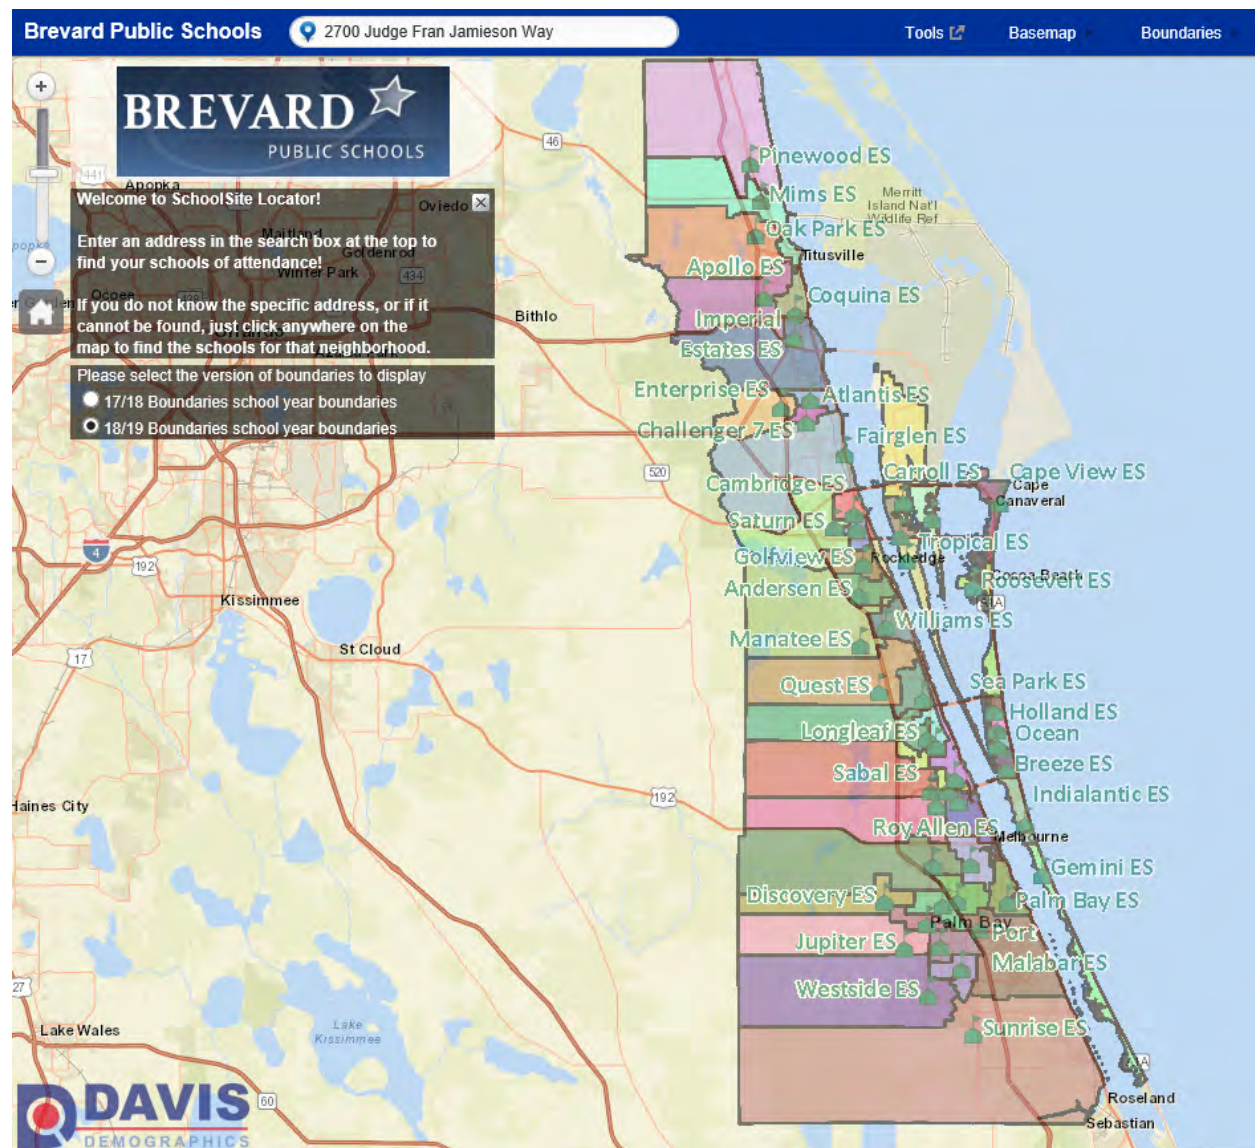 Brevard Public Schools
2700 Judge Fran Jamieson Way
Tools
Basemap
Boundaries
BREVARD
PUBLIC SCHOOLS
441
Apopka
Welcome to SchoolSite Locator!
Oviedo
Maitland
Enter an address in the search box at the top to
find your schools of attendance!
Goldenrod
Winter Park
434
Ocoee
If you do not know the specific address, or if it
cannot be found, just click anywhere on the
map to find the schools for that neighborhood.
Please select the version of boundaries to display
17/18 Boundaries school year boundaries
18/19 Boundaries school year boundaries
46
Bithlo
520
Pinewood ES
Mims ES
Merritt
Island Nat'l
Wildlife Ref
Oak Park ES
Titusville
Apollo ES
Coquina ES
Imperial
Estates ES
Enterprise ES
Atlantis ES
Challenger 7 ES
Fairglen ES
Cambridge ES
Carroll ES
Cape View ES
Cape
Canaveral
Saturn ES
Tropical ES
Golfview ES
Rockledge
Cocoa Beach
Roosevelt ES
Andersen ES
A1A
Williams ES
Manatee ES
Quest ES
Sea Park ES
Holland ES
Longleaf ES
Ocean
Breeze ES
Sabal ES
Indialantic ES
Roy Allen ES
Melbourne
Gemini ES
Discovery ES
Palm Bay ES
Palm Bay
Port
Malabar ES
Jupiter ES
Westside ES
Sunrise ES
A1A
Roseland
Sebastian
4
192
Kissimmee
St Cloud
17
192
Haines City
27
Lake Wales
Lake
Kissimmee
60
DAVIS
DEMOGRAPHICS